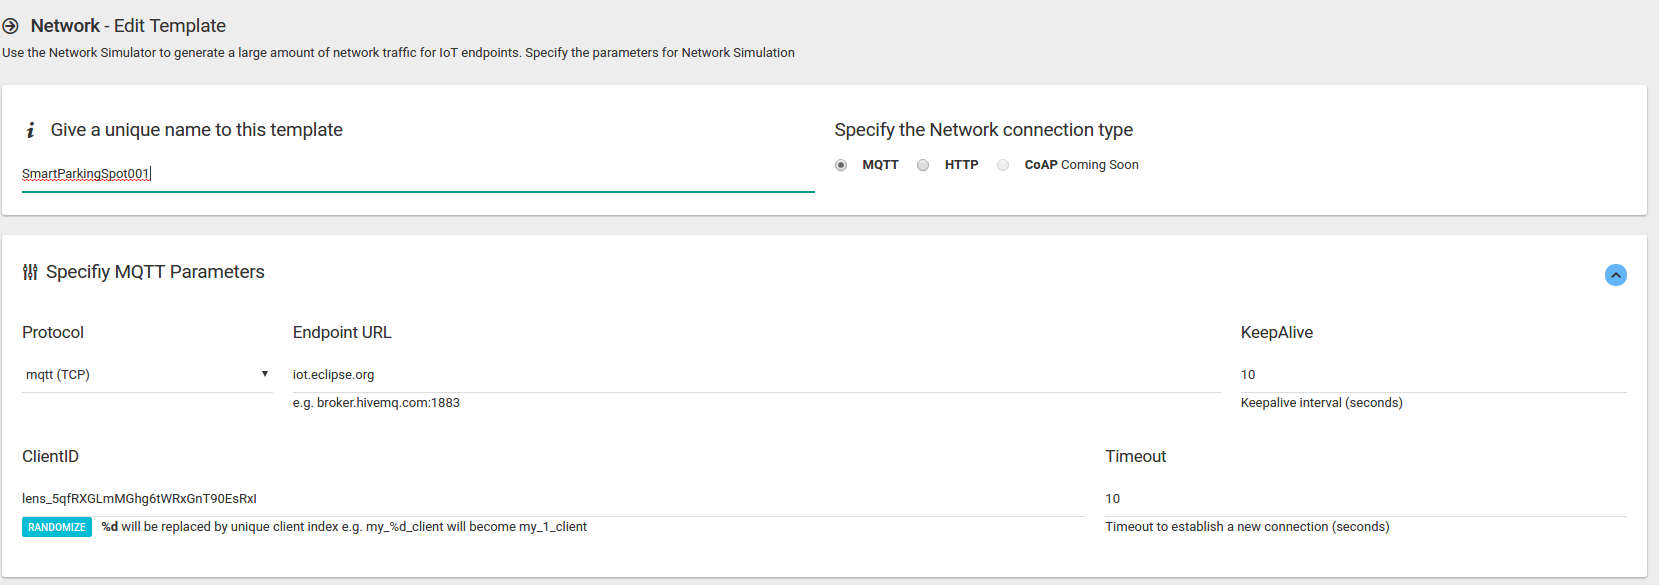 Network - Edit Template
Use the Network Simulator to generate a large amount of network traffic for IoT endpoints. Specify the parameters for Network Simulation
Give a unique name to this template
SmartParkingSpot001
Specify the Network connection type
MQTT HTTP CoAP Coming Soon
Specifiy MQTT Parameters
Protocol
mqtt (TCP)
Endpoint URL
iot.eclipse.org
e.g. broker.hivemq.com:1883
KeepAlive
10
Keepalive interval (seconds)
ClientID
lens_5qfRXGLmMGhg6tWRxGnT90EsRxI
RANDOMIZE %d will be replaced by unique client index e.g. my_%d_client will become my_1_client
Timeout
10
Timeout to establish a new connection (seconds)